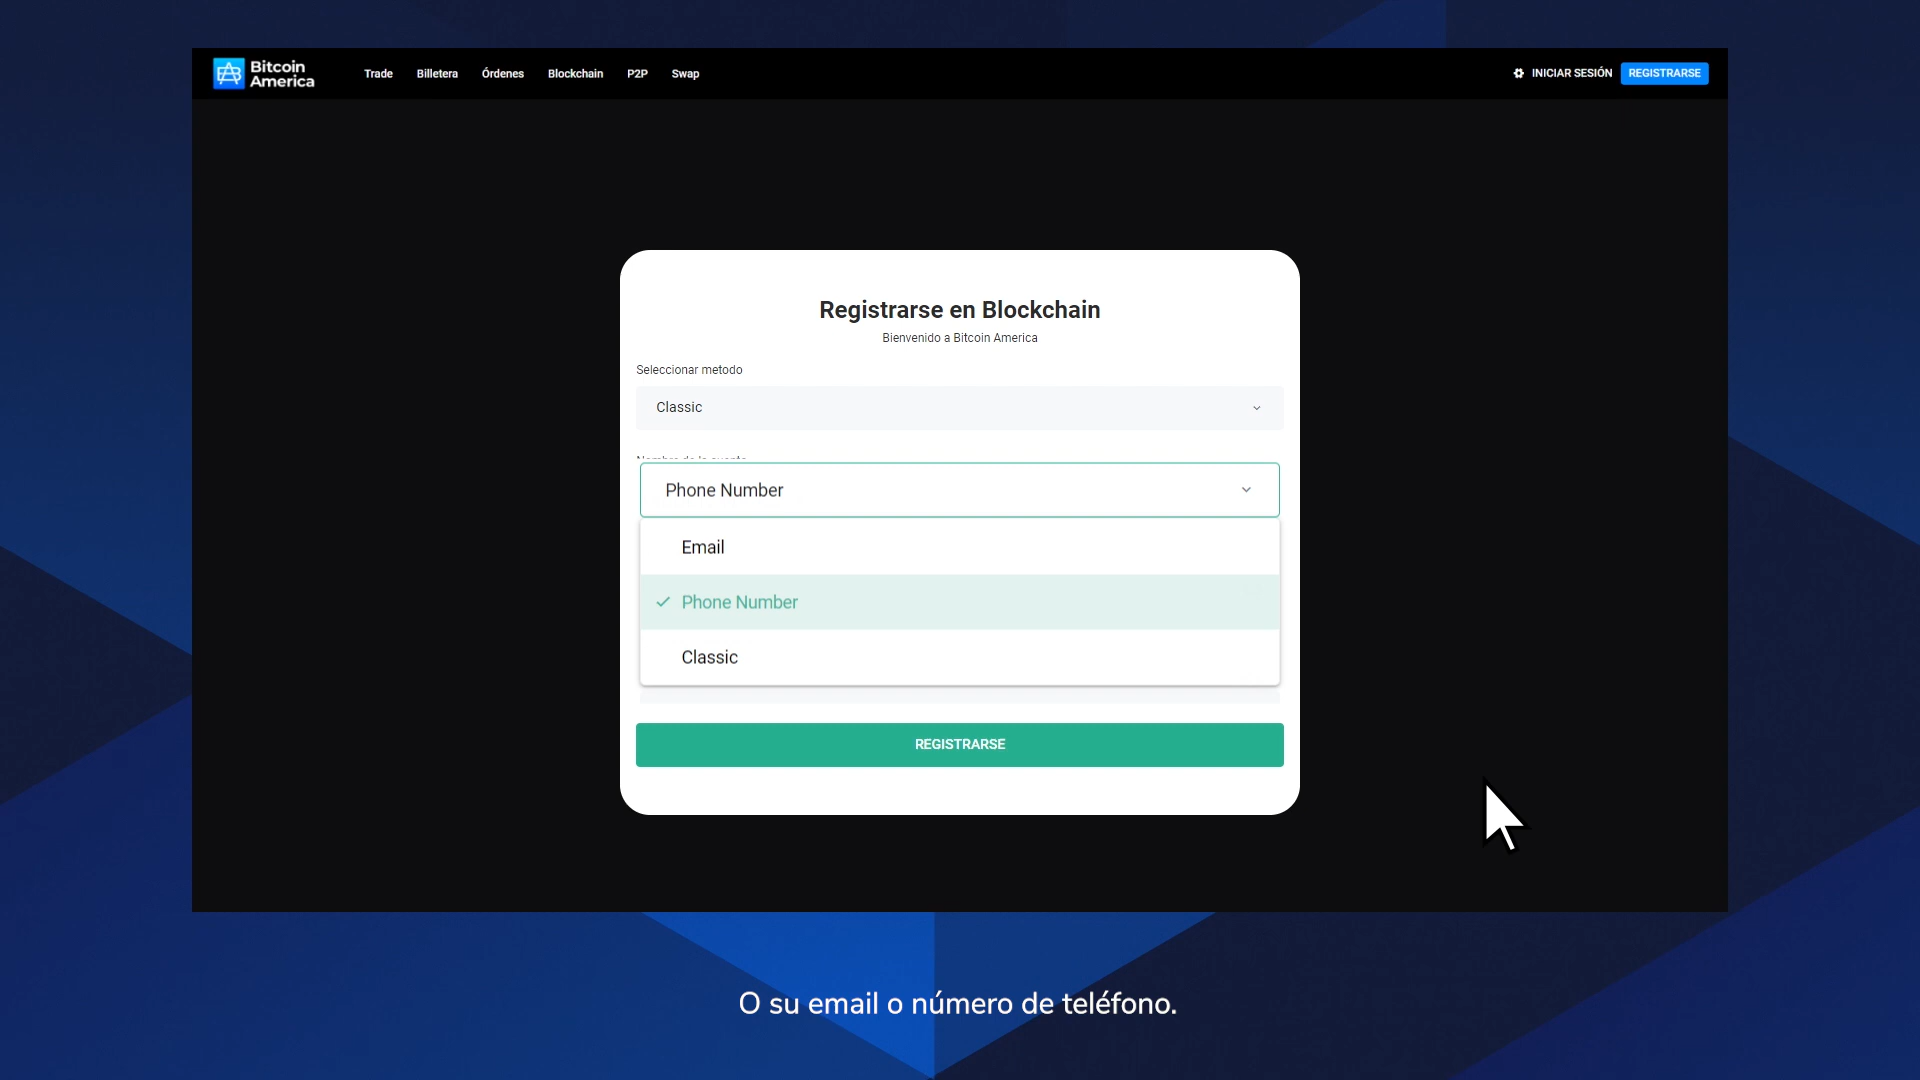 Bitcoin
America
Trade
Billetera
Órdenes
Blockchain
P2P
Swap
INICIAR SESIÓN
REGISTRARSE
Registrarse en Blockchain
Bienvenido a Bitcoin America
Seleccionar metodo
Classic
Phone Number
Email
Phone Number
Classic
REGISTRARSE
O su email o número de teléfono.